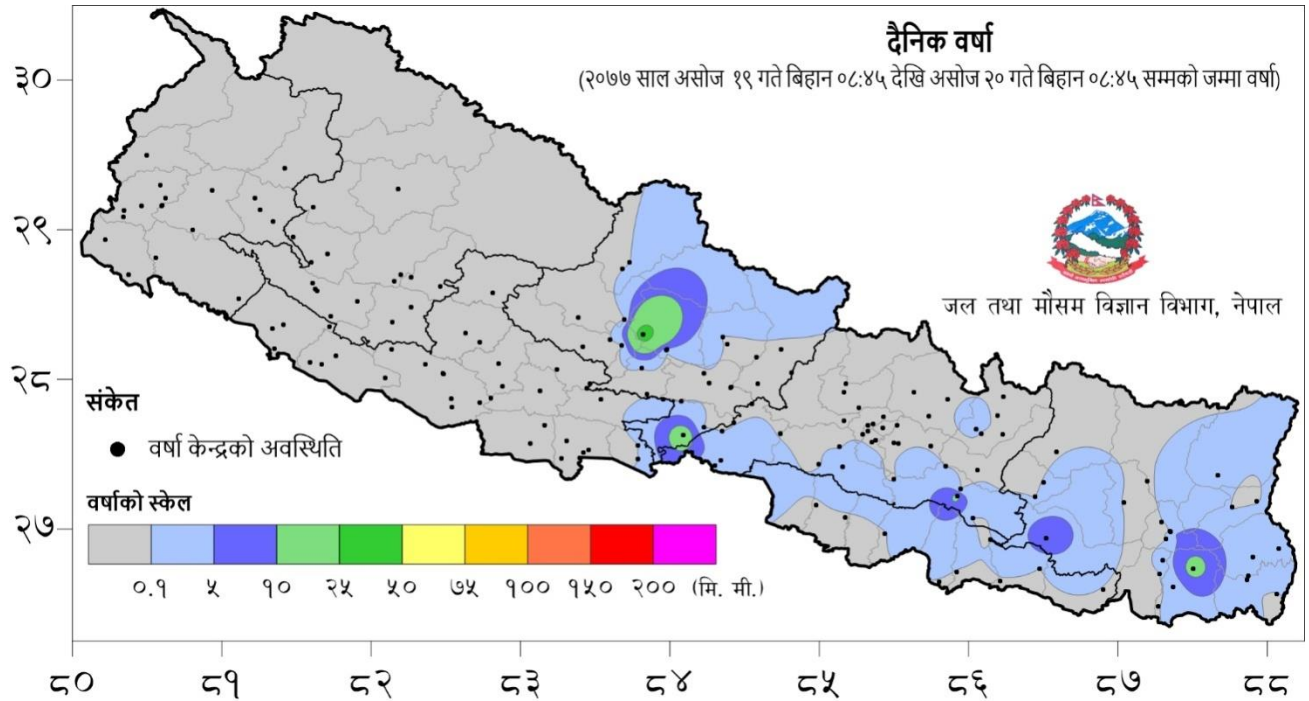 दैनिक वर्षा
(२०७७ साल असोज १९ गते बिहान ०८:४५ देखि असोज २० गते बिहान ०८:४५ सम्मको जम्मा वर्षा)
३०
२९
२८
२७
जल तथा मौसम विज्ञान विभाग, नेपाल
संकेत
वर्षा केन्द्रको अवस्थिति
वर्षाको स्केल
०.१ ५ १० २५ ५० ७५ १०० १५० २०० (मि. मी.)
८० ८१ ८२ ८३ ८४ ८५ ८६ ८७ ८८